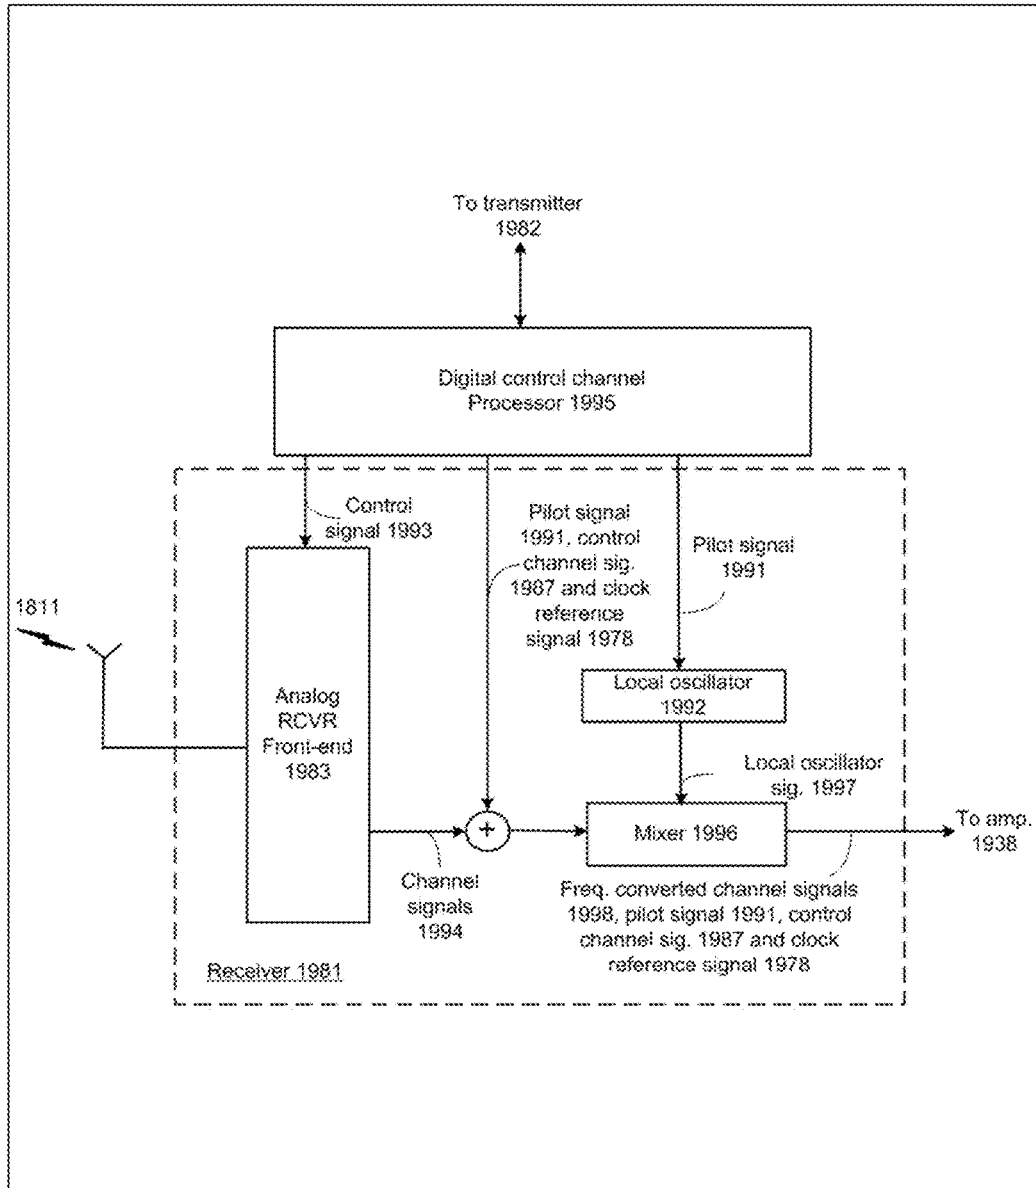 To transmitter
1982
Digital control channel
Processor 1995
Control
signal 1993
Pilot signal
1991, control
channel sig.
1987 and clock
reference
signal 1978
Pilot signal
1991
1811
Analog
RCVR
Front-end
1983
Local oscillator
1992
Local oscillator
sig. 1997
+
Mixer 1996
To amp.
1938
Channel
signals
1994
Freq. converted channel signals
1998, pilot signal 1991, control
channel sig. 1987 and clock
reference signal 1978
Receiver 1981